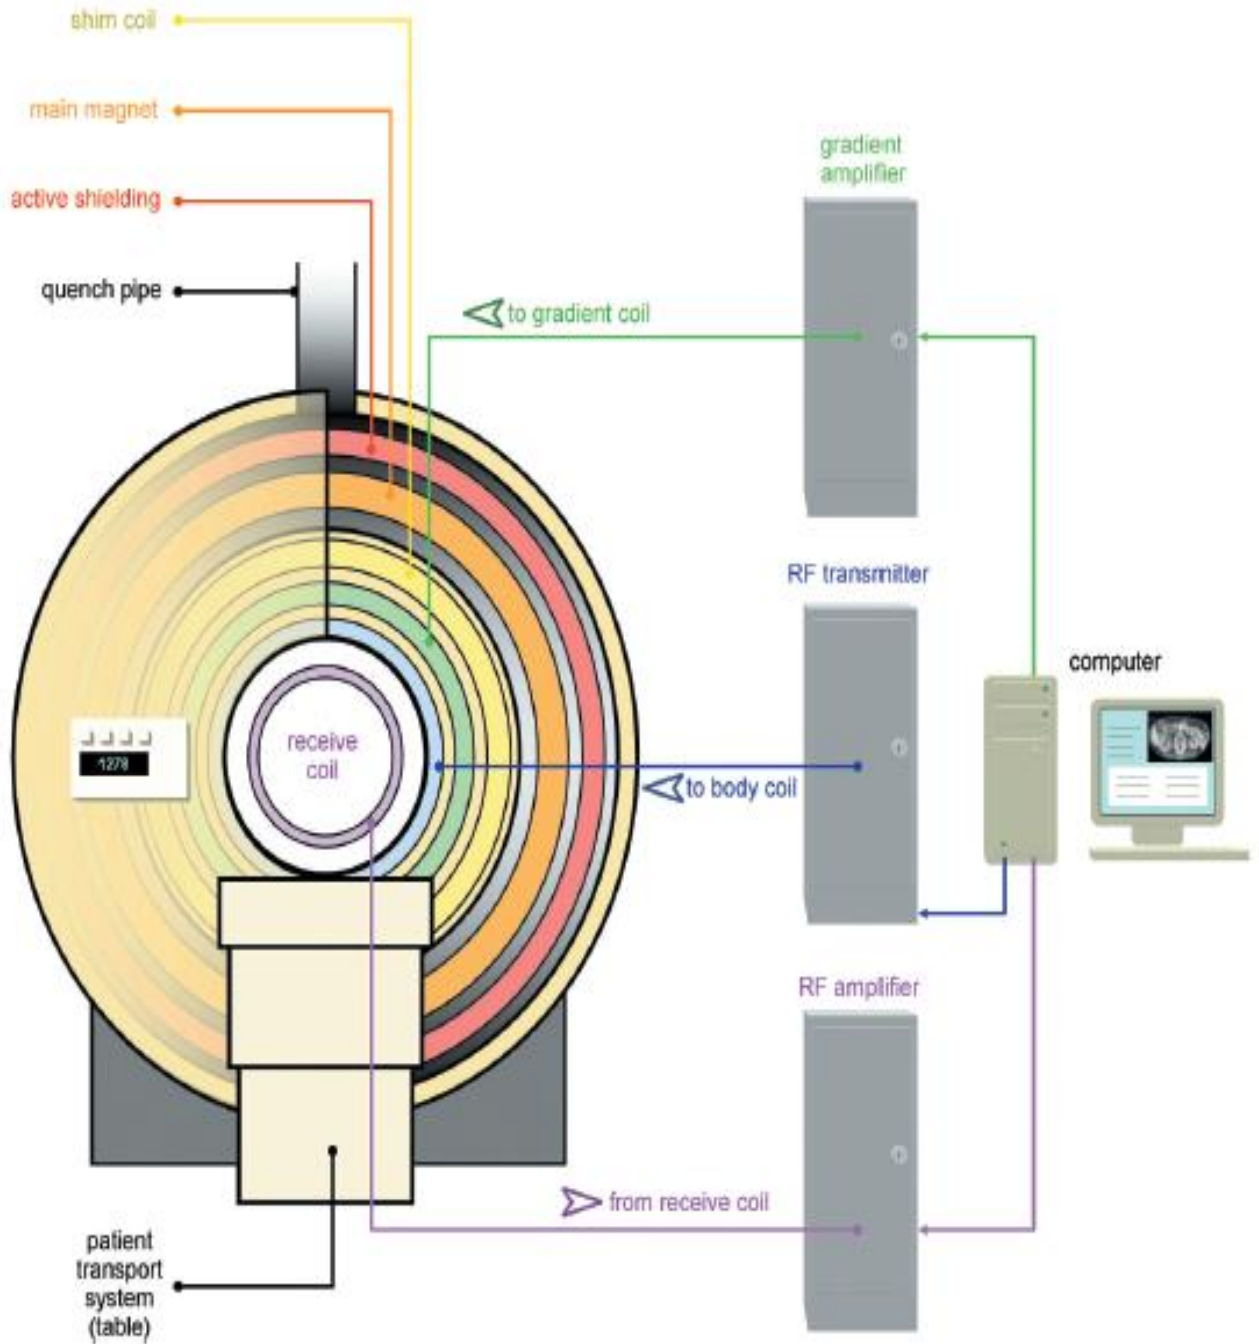 shim coil
main magnet
active shielding
quench pipe
gradient
amplifier
to gradient coil
RF transmitter
computer
receive
coil
1278
to body coil
RF amplifier
from receive coil
patient
transport
system
(table)